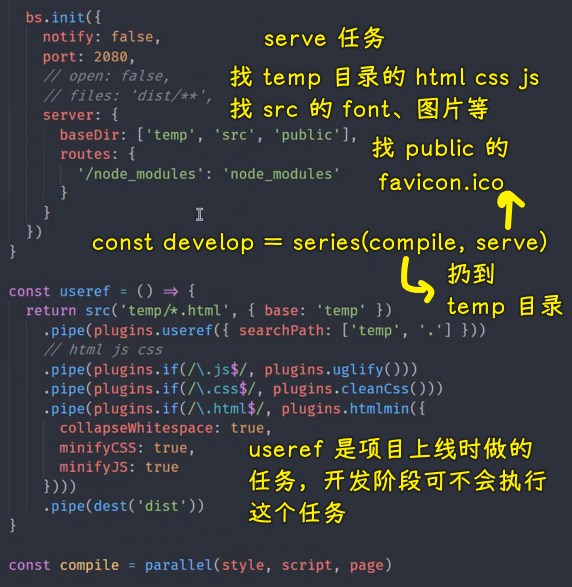 bs.init({
notify: false,
serve 任务
port: 2080,
// open: false,
找 temp 目录的 html css js
// files: 'dist/**',
找 src 的 font、图片等
server: {
baseDir: ['temp', 'src', 'public'],
找 public 的
routes: {
'/node_modules': 'node_modules'
favicon.ico
}
}
})
const develop = series(compile, serve)
}
扔到
temp 目录
const useref = () => {
return src('temp/*.html', { base: 'temp' })
.pipe(plugins.useref({ searchPath: ['temp', '.'] }))
// html js css
.pipe(plugins.if(/\.js$/, plugins.uglify()))
.pipe(plugins.if(/\.css$/, plugins.cleanCss()))
.pipe(plugins.if(/\.html$/, plugins.htmlmin({
collapseWhitespace: true,
minifyCSS: true,
minifyJS: true
}))))
.pipe(dest('dist'))
}
useref 是项目上线时做的
任务，开发阶段可不会执行
这个任务
const compile = parallel(style, script, page)